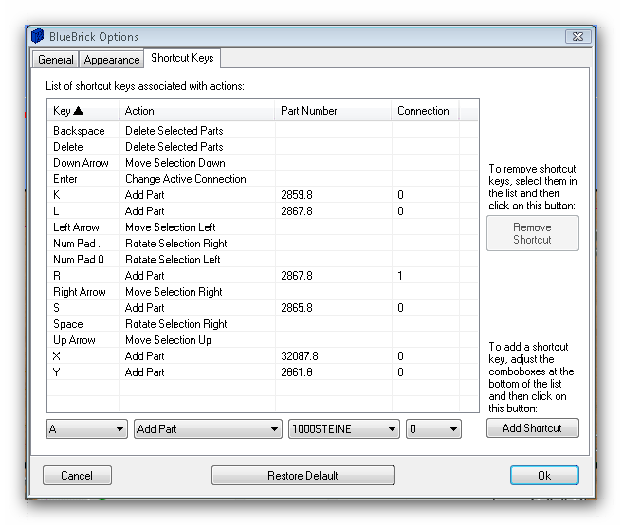 BlueBrick Options
General Appearance Shortcut Keys
List of shortcut keys associated with actions:
Key Action Part Number Connection
Backspace Delete Selected Parts
Delete Delete Selected Parts
Down Arrow Move Selection Down
Enter Change Active Connection
K Add Part 2859.8 0
L Add Part 2867.8 0
Left Arrow Move Selection Left
Num Pad . Rotate Selection Right
Num Pad 0 Rotate Selection Left
R Add Part 2867.8 1
Right Arrow Move Selection Right
S Add Part 2865.8 0
Space Rotate Selection Right
Up Arrow Move Selection Up
X Add Part 32087.8 0
Y Add Part 2861.8 0
To remove shortcut
keys, select them in
the list and then
click on this button:
Remove
Shortcut
To add a shortcut
key, adjust the
comboboxes at the
bottom of the list
and then click on
this button:
A Add Part 1000STEINE 0 Add Shortcut
Cancel Restore Default Ok